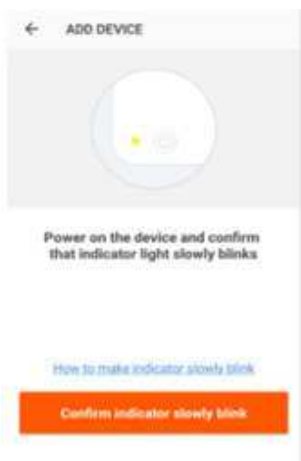 ADD DEVICE
Power on the device and confirm
that indicator light slowly blinks
How to make indicator slowly blink
Confirm indicator slowly blink